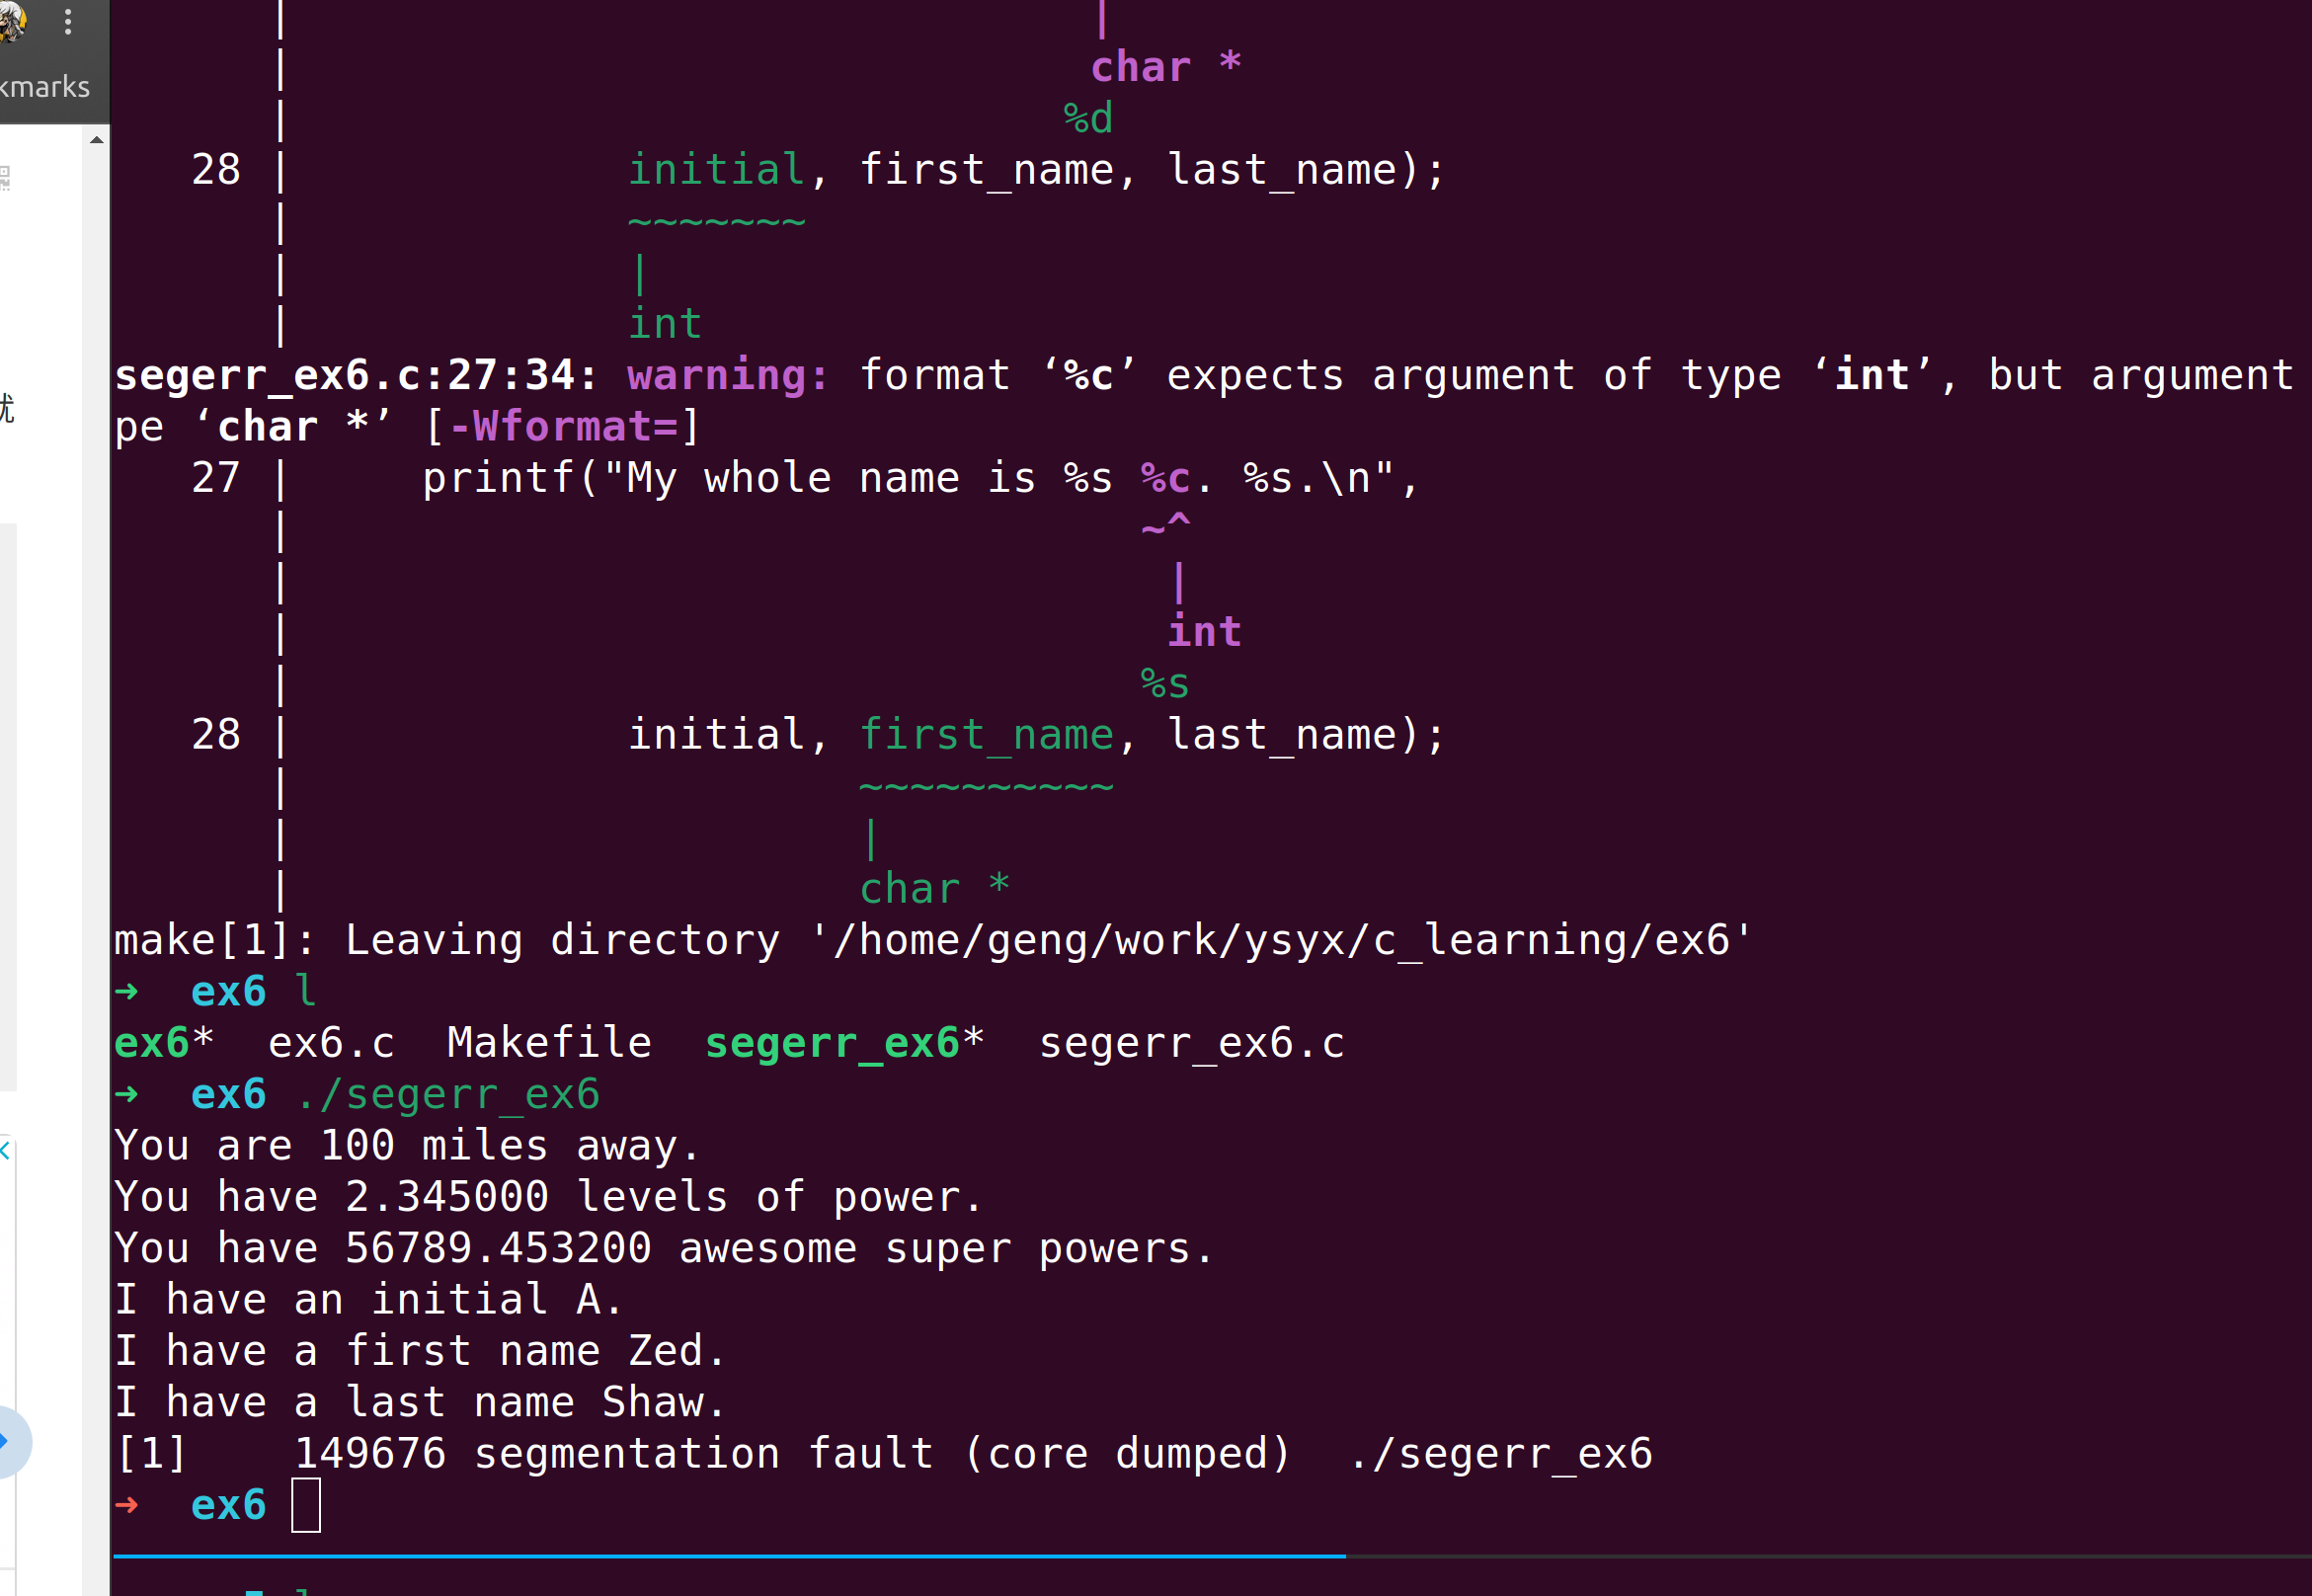 |                                |
kmarks
|                               char *
|                              %d
28 |             initial, first_name, last_name);
|             ~~~~~~~
|             |
|             int
segerr_ex6.c:27:34: warning: format ‘%c’ expects argument of type ‘int’, but argument
pe ‘char *’ [-Wformat=]
27 |     printf("My whole name is %s %c. %s.\n",
|                                 ~^
|                                  |
|                                  int
|                                 %s
28 |             initial, first_name, last_name);
|                      ~~~~~~~~~~
|                      |
|                      char *
make[1]: Leaving directory '/home/geng/work/ysyx/c_learning/ex6'
➜  ex6 l
ex6*  ex6.c  Makefile  segerr_ex6*  segerr_ex6.c
➜  ex6 ./segerr_ex6
You are 100 miles away.
You have 2.345000 levels of power.
You have 56789.453200 awesome super powers.
I have an initial A.
I have a first name Zed.
I have a last name Shaw.
[1]    149676 segmentation fault (core dumped)  ./segerr_ex6
➜  ex6